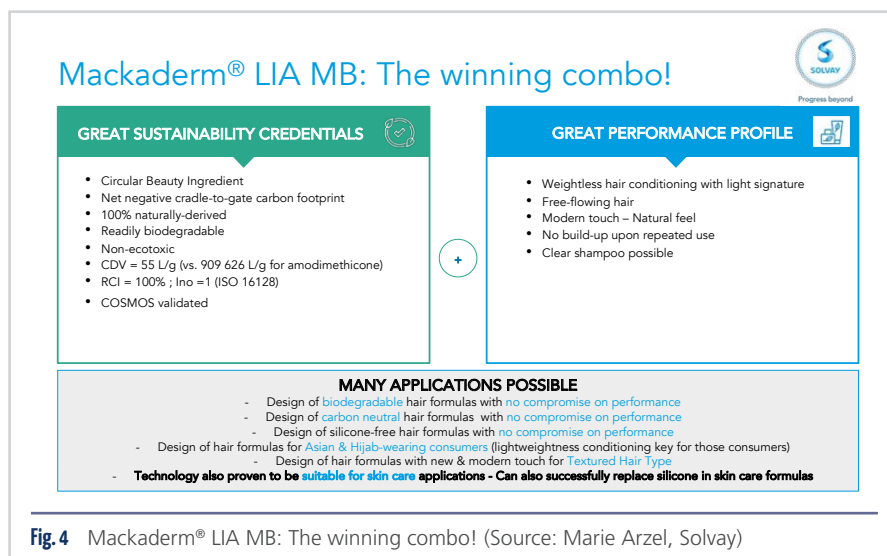 Mackaderm® LIA MB: The winning combo!
SOLVAY
Progress beyond
GREAT SUSTAINABILITY CREDENTIALS
• Circular Beauty Ingredient
• Net negative cradle-to-gate carbon footprint
• 100% naturally-derived
• Readily biodegradable
• Non-ecotoxic
• CDV = 55 L/g (vs. 909 626 L/g for amodimethicone)
• RCI = 100% ; Ino =1 (ISO 16128)
• COSMOS validated
+
GREAT PERFORMANCE PROFILE
• Weightless hair conditioning with light signature
• Free-flowing hair
• Modern touch – Natural feel
• No build-up upon repeated use
• Clear shampoo possible
MANY APPLICATIONS POSSIBLE
- Design of biodegradable hair formulas with no compromise on performance
- Design of carbon neutral hair formulas with no compromise on performance
- Design of silicone-free hair formulas with no compromise on performance
- Design of hair formulas for Asian & Hijab-wearing consumers (lightweightness conditioning key for those consumers)
- Design of hair formulas with new & modern touch for Textured Hair Type
- Technology also proven to be suitable for skin care applications - Can also successfully replace silicone in skin care formulas
Fig. 4 Mackaderm® LIA MB: The winning combo! (Source: Marie Arzel, Solvay)